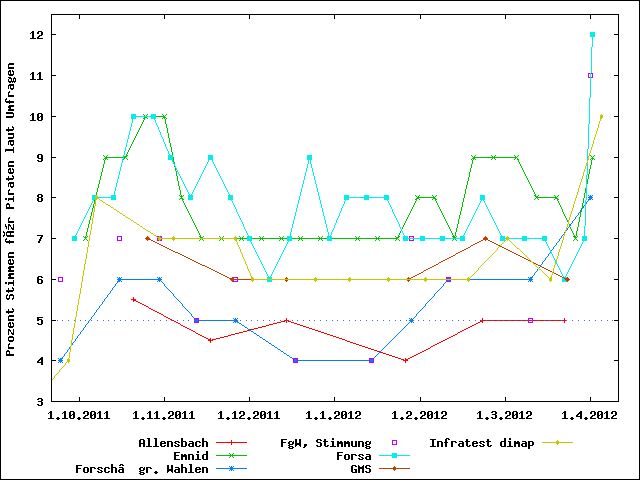 Prozent Stimmen fÃŒr Piraten laut Umfragen
12
11
10
9
8
7
6
5
4
3
1.10.2011 1.11.2011 1.12.2011 1.1.2012 1.2.2012 1.3.2012 1.4.2012
Allensbach FgW, Stimmung Infratest dimap
Emnid Forsa
Forschâ gr. Wahlen GMS